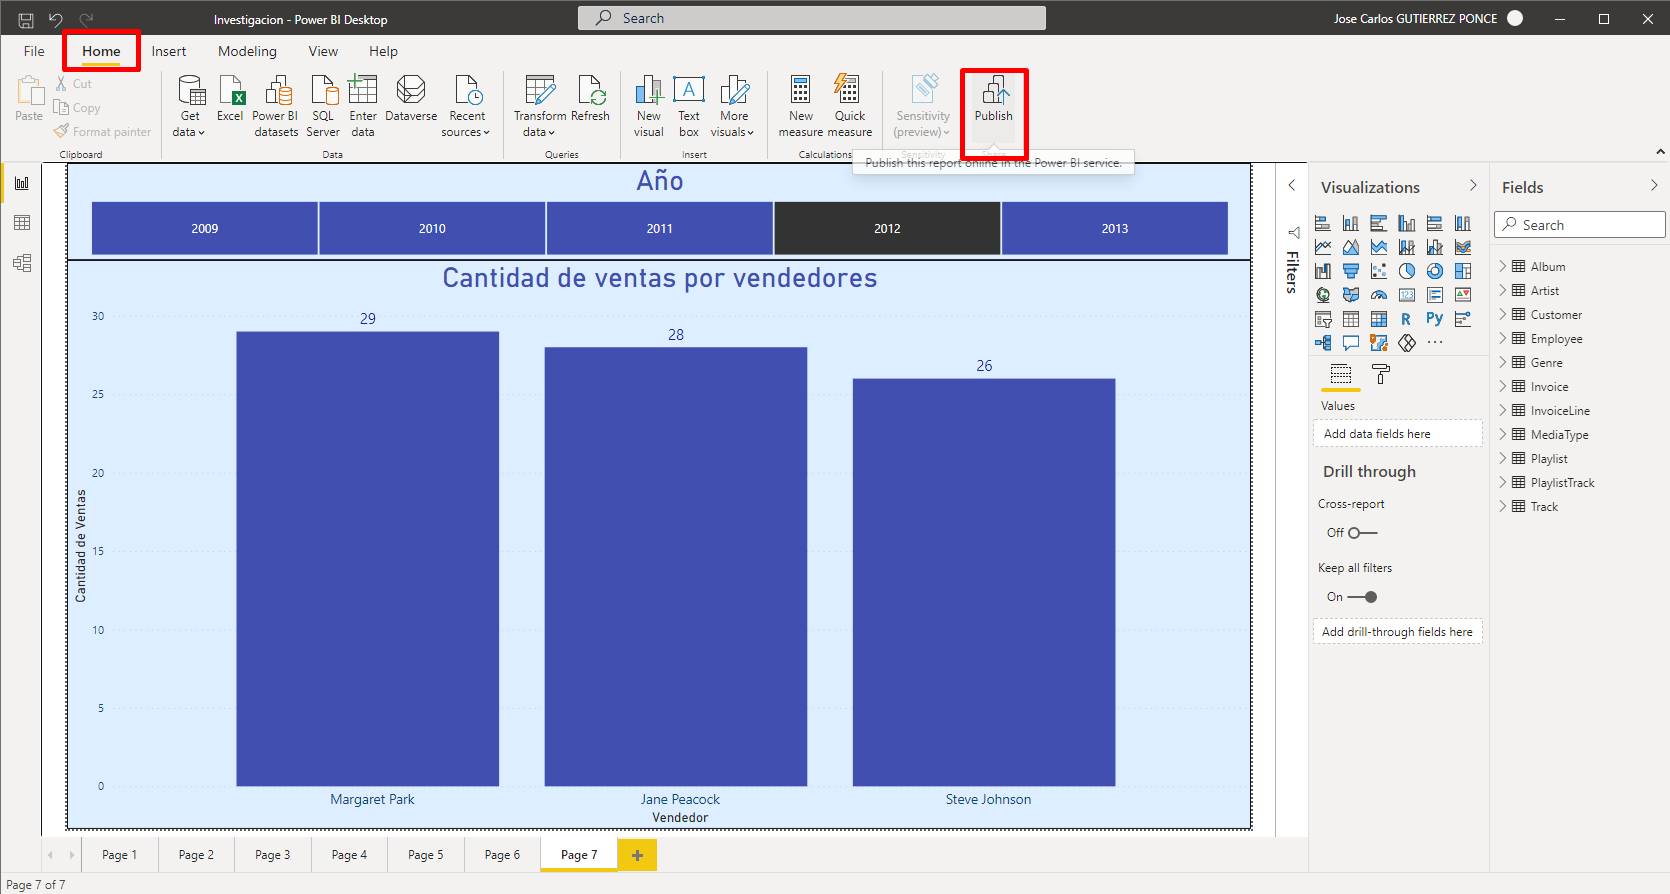 Investigacion - Power BI Desktop
Search
Jose Carlos GUTIERREZ PONCE
File
Home
Insert
Modeling
View
Help
Paste
Cut
Copy
Format painter
Clipboard
Get
data
Excel
Power BI
datasets
SQL
Server
Enter
data
Dataverse
Recent
sources
Data
Transform
data
Refresh
Queries
New
visual
Text
box
More
visuals
Insert
New
measure
Quick
measure
Calculations
Sensitivity
(preview)
Sensitivity
Publish
Share
Publish this report online in the Power BI service.
Año
2009
2010
2011
2012
2013
Cantidad de ventas por vendedores
30
25
20
15
10
5
0
Cantidad de Ventas
29
28
26
Margaret Park
Jane Peacock
Steve Johnson
Vendedor
Filters
Visualizations
123
R
Py
Values
Add data fields here
Drill through
Cross-report
Off
Keep all filters
On
Add drill-through fields here
Fields
Search
Album
Artist
Customer
Employee
Genre
Invoice
InvoiceLine
MediaType
Playlist
PlaylistTrack
Track
Page 1
Page 2
Page 3
Page 4
Page 5
Page 6
Page 7
Page 7 of 7